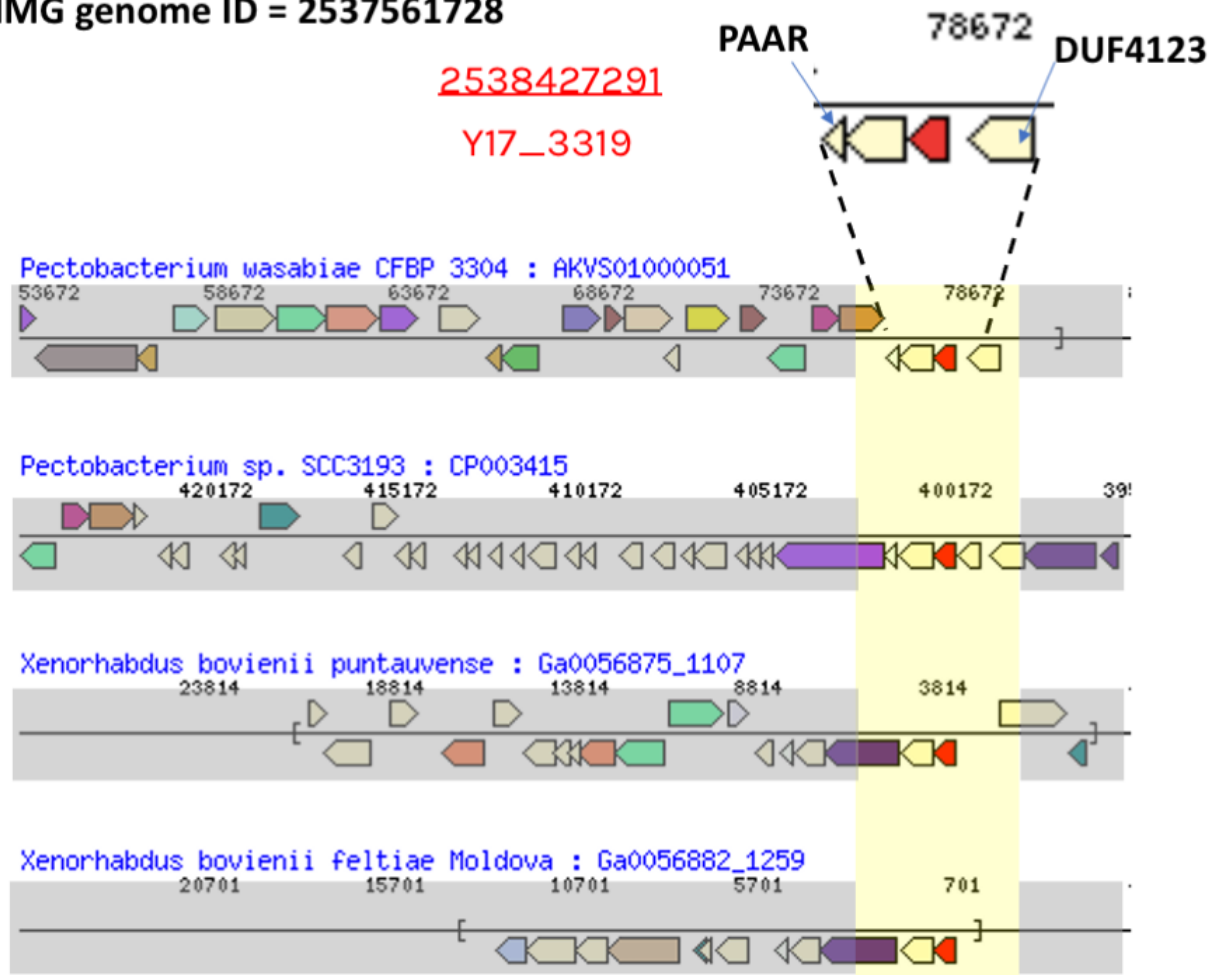 IMG genome ID = 2537561728
PAAR
78672
DUF4123
2538427291
Y17_3319
Pectobacterium wasabiae CFBP 3304 : AKVS01000051
53672 58672 63672 68672 73672 78672
Pectobacterium sp. SCC3193 : CP003415
420172 415172 410172 405172 400172
Xenorhabdus bovienii puntauvense : Ga0056875_1107
23814 18814 13814 8814 3814
Xenorhabdus bovienii feltiae Moldova : Ga0056882_1259
20701 15701 10701 5701 701